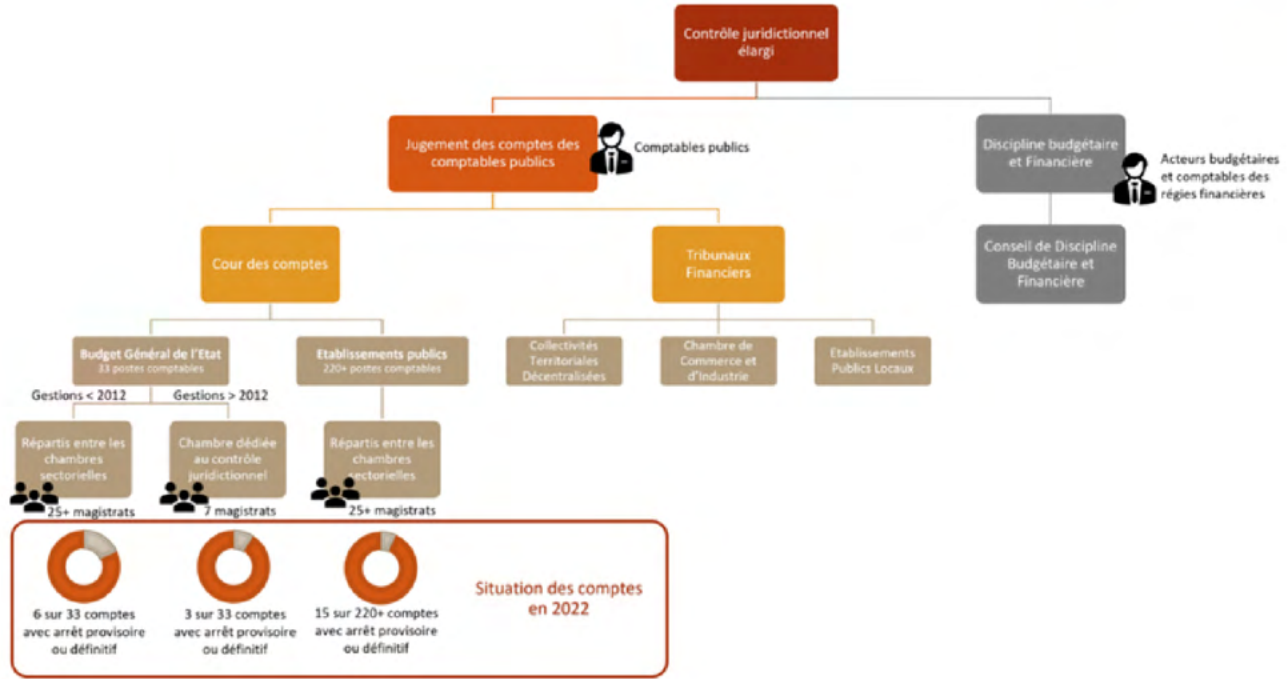 Contrôle juridictionnel
élargi
Jugement des comptes des
comptables publics
Comptables publics
Discipline budgétaire
et Financière
Acteurs budgétaires
et comptables des
régies financières
Cour des comptes
Tribunaux
Financiers
Conseil de Discipline
Budgétaire et
Financière
Budget Général de l'Etat
33 postes comptables
Etablissements publics
220+ postes comptables
Collectivités
Territoriales
Décentralisées
Chambre de
Commerce et
d'Industrie
Etablissements
Publics Locaux
Gestions < 2012
Gestions > 2012
Répartis entre les
chambres
sectorielles
Chambre dédiée
au contrôle
juridictionnel
Répartis entre les
chambres
sectorielles
25+ magistrats
7 magistrats
25+ magistrats
6 sur 33 comptes
avec arrêt provisoire
ou définitif
3 sur 33 comptes
avec arrêt provisoire
ou définitif
15 sur 220+ comptes
avec arrêt provisoire
ou définitif
Situation des comptes
en 2022